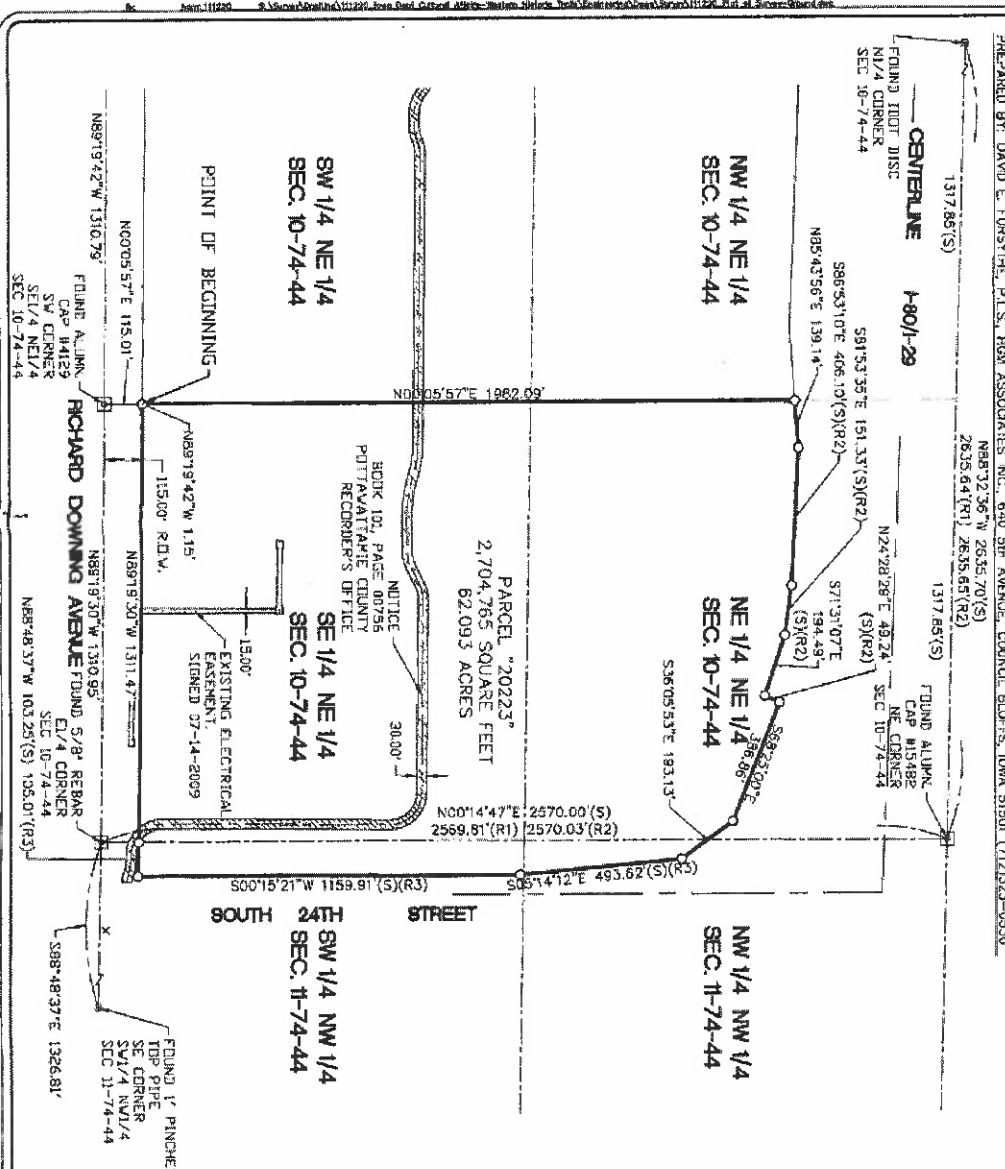 PREPARED BY: DAVID E. FORSYTHE, P.L.S., HGM ASSOCIATES INC., 640 5TH AVENUE, COUNCIL BLUFFS, IOWA 51501 (712)323-0530
N88°32'36"W 2635.70'(S)
2635.64'(R1) 2635.65'(R2)
1317.85'(S)
1317.85'(S)
FOUND IDOT DISC
N1/4 CORNER
SEC 10-74-44
CENTERLINE I-80/I-29
FOUND ALUMN.
CAP #15482
NE CORNER
SEC 10-74-44
N85°43'56"E 139.14'
S86°53'10"E 406.10'(S)(R2)
S81°53'35"E 151.33'(S)(R2)
S71°31'07"E
194.49'
(S)(R2)
N24°28'29"E 49.24'
(S)(R2)
S68°25'00"E
386.86'
S36°05'53"E 193.13'
NW 1/4 NE 1/4
SEC. 10-74-44
NE 1/4 NE 1/4
SEC. 10-74-44
NW 1/4 NW 1/4
SEC. 11-74-44
N00°05'57"E 1962.09'
PARCEL "20223"
2,704,765 SQUARE FEET
62.093 ACRES
NOTICE
BOOK 102, PAGE 00756
POTTAWATTAMIE COUNTY
RECORDER'S OFFICE
30.00'
N00°14'47"E 2570.00'(S)
2569.81'(R1) 2570.03'(R2)
S05°14'12"E 493.62'(S)(R3)
S00°15'21"W 1159.91'(S)(R3)
SOUTH 24TH STREET
SW 1/4 NE 1/4
SEC. 10-74-44
SE 1/4 NE 1/4
SEC. 10-74-44
SW 1/4 NW 1/4
SEC. 11-74-44
15.00'
EXISTING ELECTRICAL
EASEMENT.
SIGNED 07-14-2009
POINT OF BEGINNING
N89°19'42"W 1.15'
115.00' R.O.W.
N00°05'57"E 115.01'
N89°19'42"W 1310.79'
N89°19'30"W 1311.47'
N89°19'30"W 1310.95'
FOUND ALUMN.
CAP #4129
SW CORNER
SE1/4 NE1/4
SEC 10-74-44
RICHARD DOWNING AVENUE
FOUND 5/8" REBAR
E1/4 CORNER
SEC 10-74-44
N88°48'37"W 103.25'(S) 105.01'(R3)
S88°48'37"E 1326.81'
FOUND 1" PINCHE
TOP PIPE
SE CORNER
SW1/4 NW1/4
SEC 11-74-44